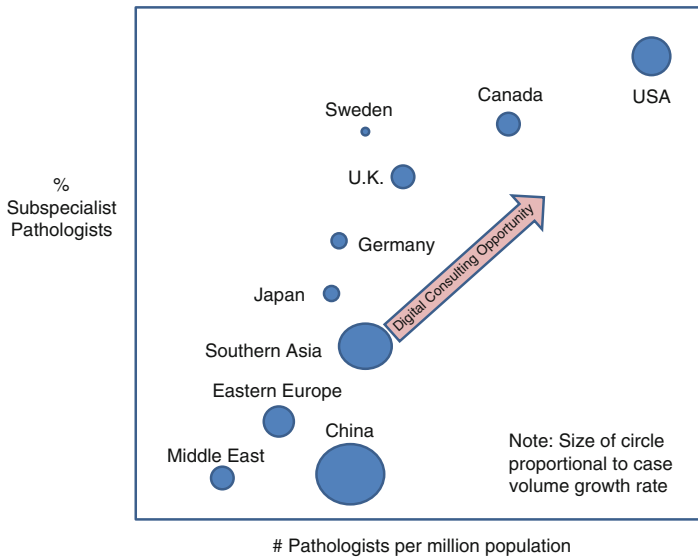 USA
Canada
Sweden
U.K.
%
Subspecialist
Pathologists
Digital Consulting Opportunity
Germany
Japan
Southern Asia
Eastern Europe
China
Middle East
Note: Size of circle
proportional to case
volume growth rate
# Pathologists per million population